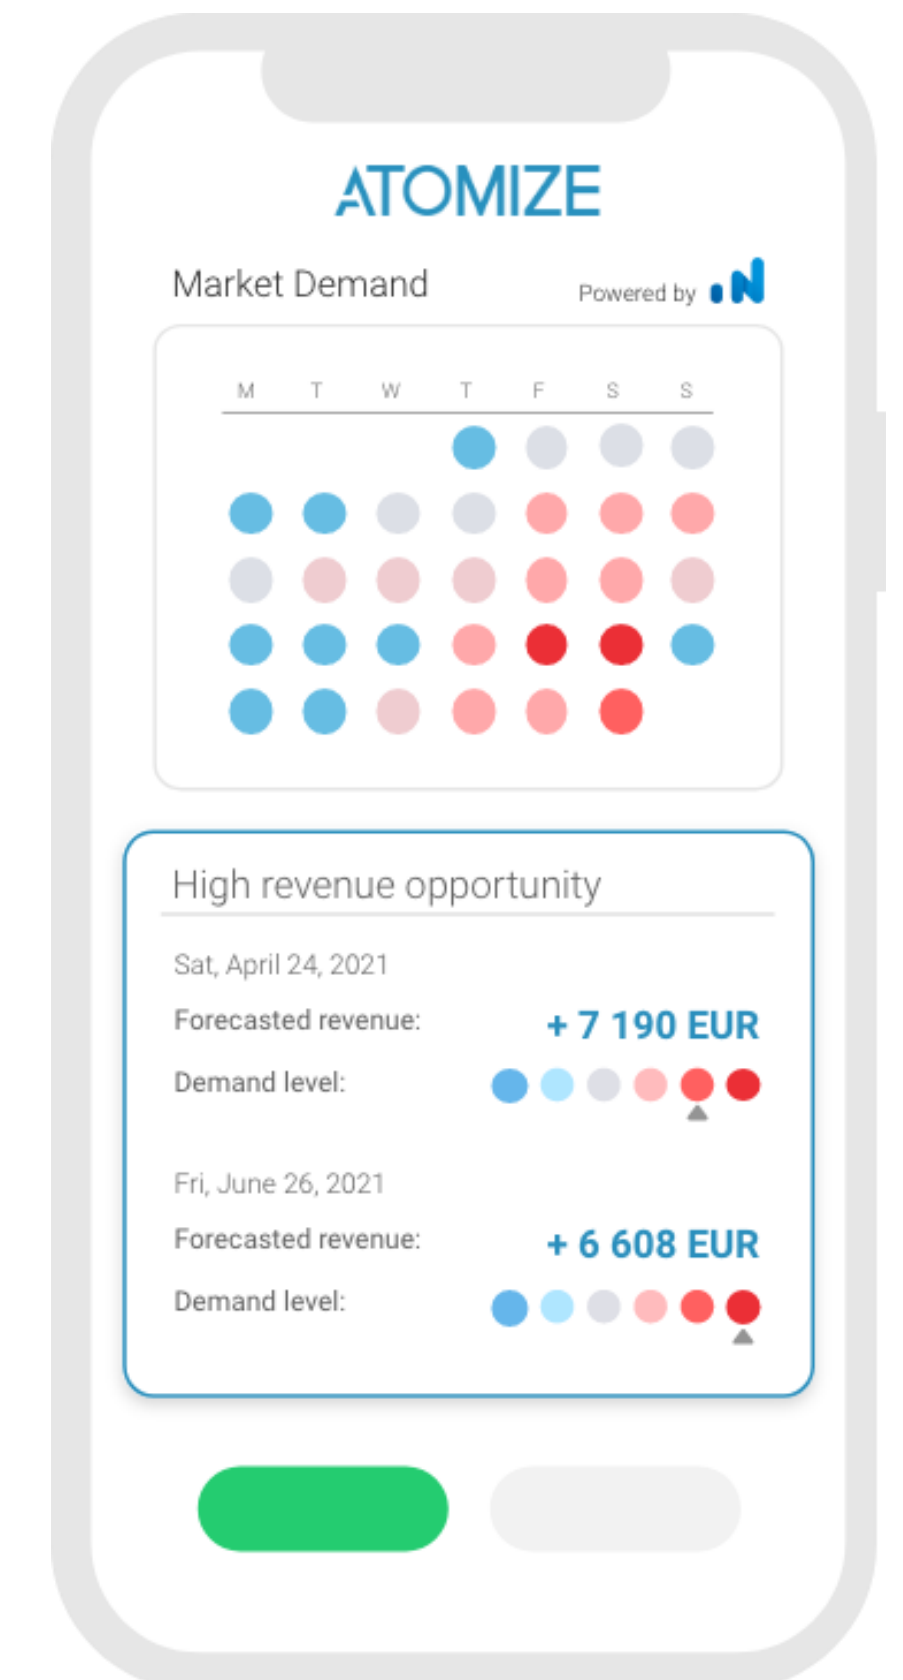 ATOMIZE
Market Demand
Powered by
M T W T F S S
High revenue opportunity
Sat, April 24, 2021
Forecasted revenue: + 7 190 EUR
Demand level:
Fri, June 26, 2021
Forecasted revenue: + 6 608 EUR
Demand level: